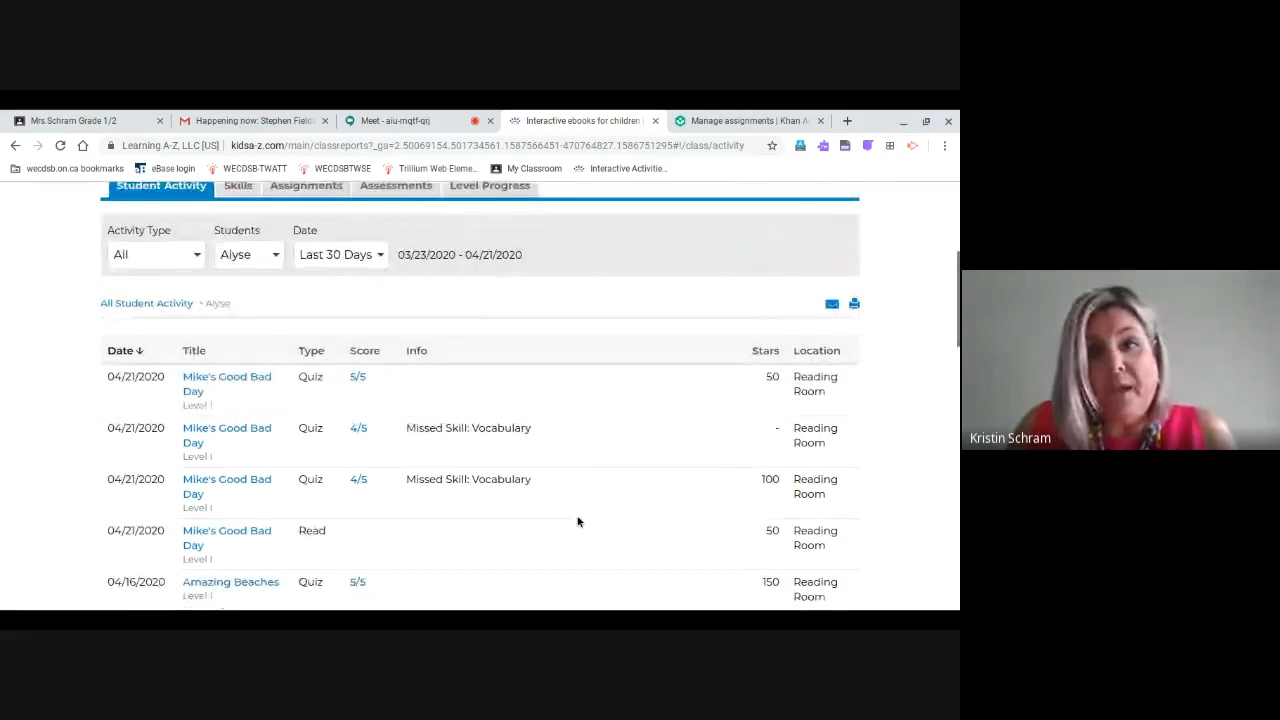 Mrs.Schram Grade 1/2
Happening now: Stephen Fields
Meet - aiu-mqtf-qrj
Interactive ebooks for children |
Manage assignments | Khan A
Learning A-Z, LLC [US] | kidsa-z.com/main/classreports?_ga=2.50069154.501734561.1587566451-470764827.1586751295#!/class/activity
wecdsb.on.ca bookmarks
eBase login
WECDSB-TWATT
WECDSBTWSE
Trillium Web Eleme...
My Classroom
Interactive Activitie...
Student Activity Skills Assignments Assessments Level Progress
Activity Type Students Date
All Alyse Last 30 Days 03/23/2020 - 04/21/2020
All Student Activity > Alyse
Date Title Type Score Info Stars Location
04/21/2020 Mike's Good Bad Quiz 5/5 50 Reading
Day Room
Level I
04/21/2020 Mike's Good Bad Quiz 4/5 Missed Skill: Vocabulary - Reading
Day Room
Level I
04/21/2020 Mike's Good Bad Quiz 4/5 Missed Skill: Vocabulary 100 Reading
Day Room
Level I
04/21/2020 Mike's Good Bad Read 50 Reading
Day Room
Level I
04/16/2020 Amazing Beaches Quiz 5/5 150 Reading
Level I Room
Kristin Schram